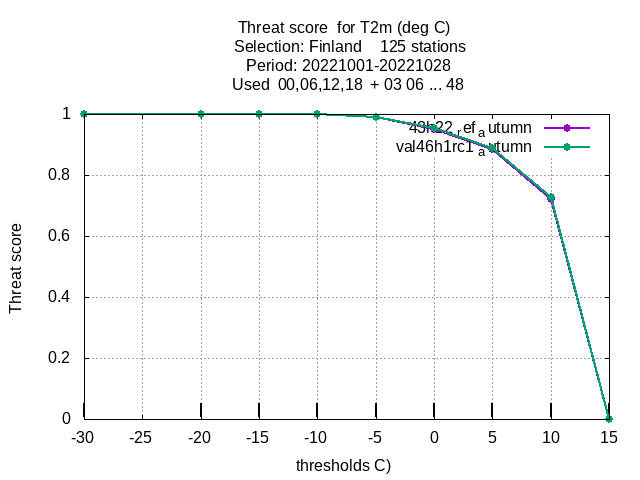 Threat score  for T2m (deg C)
Selection: Finland    125 stations
Period: 20221001-20221028
Used  00,06,12,18  + 03 06 ... 48
43h22_ref_autumn
val46h1rc1_autumn
1
0.8
0.6
0.4
0.2
0
Threat score
-30 -25 -20 -15 -10 -5 0 5 10 15
thresholds C)